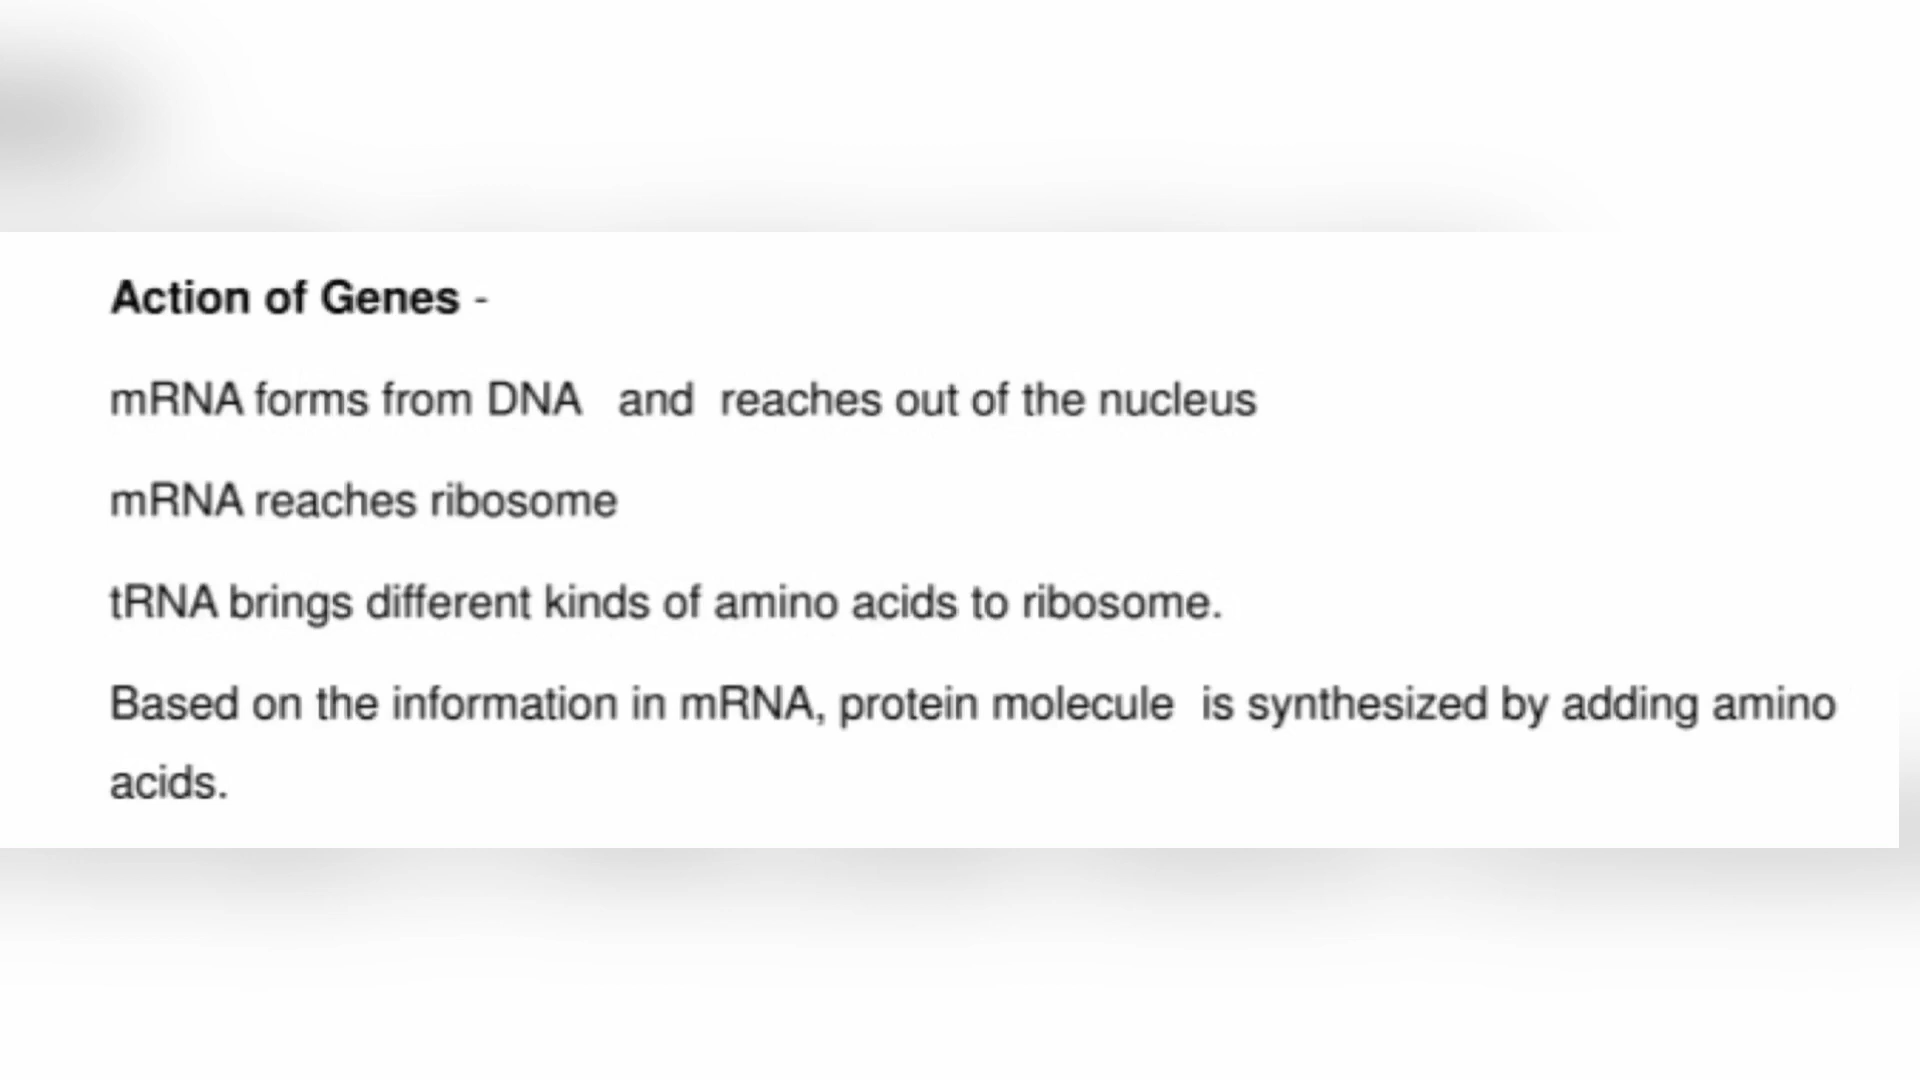 Action of Genes -
mRNA forms from DNA and reaches out of the nucleus
mRNA reaches ribosome
tRNA brings different kinds of amino acids to ribosome.
Based on the information in mRNA, protein molecule is synthesized by adding amino
acids.